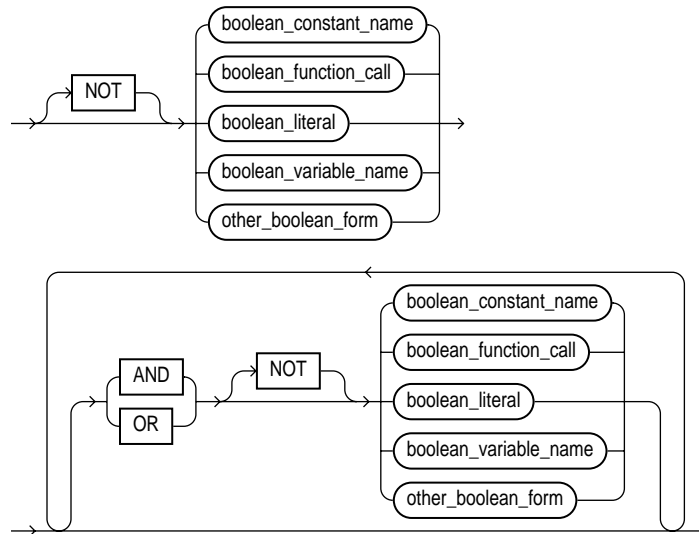 boolean_constant_name
NOT
boolean_function_call
boolean_literal
boolean_variable_name
other_boolean_form
boolean_constant_name
AND
NOT
boolean_function_call
OR
boolean_literal
boolean_variable_name
other_boolean_form